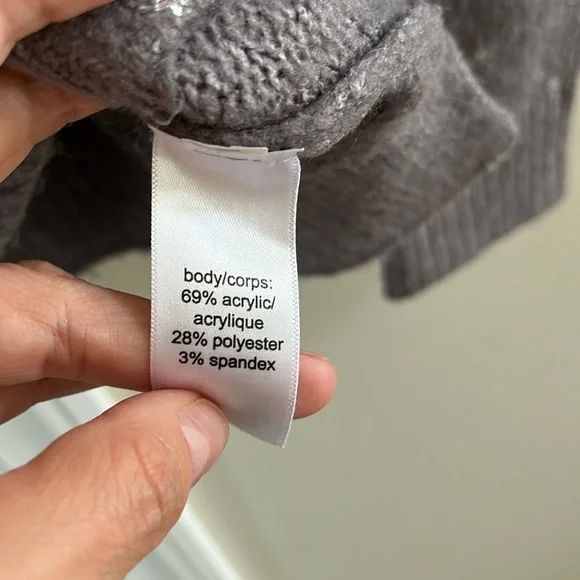 body/corps:
69% acrylic/
acrylique
28% polyester
3% spandex